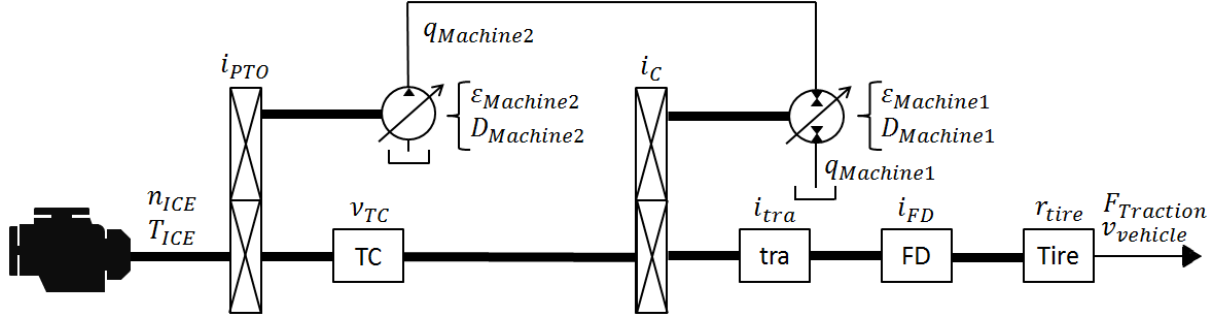 q_Machine2
i_PTO
i_C
ε_Machine2
D_Machine2
ε_Machine1
D_Machine1
q_Machine1
n_ICE
T_ICE
ν_TC
i_tra
i_FD
r_tire
F_Traction
v_vehicle
TC
tra
FD
Tire